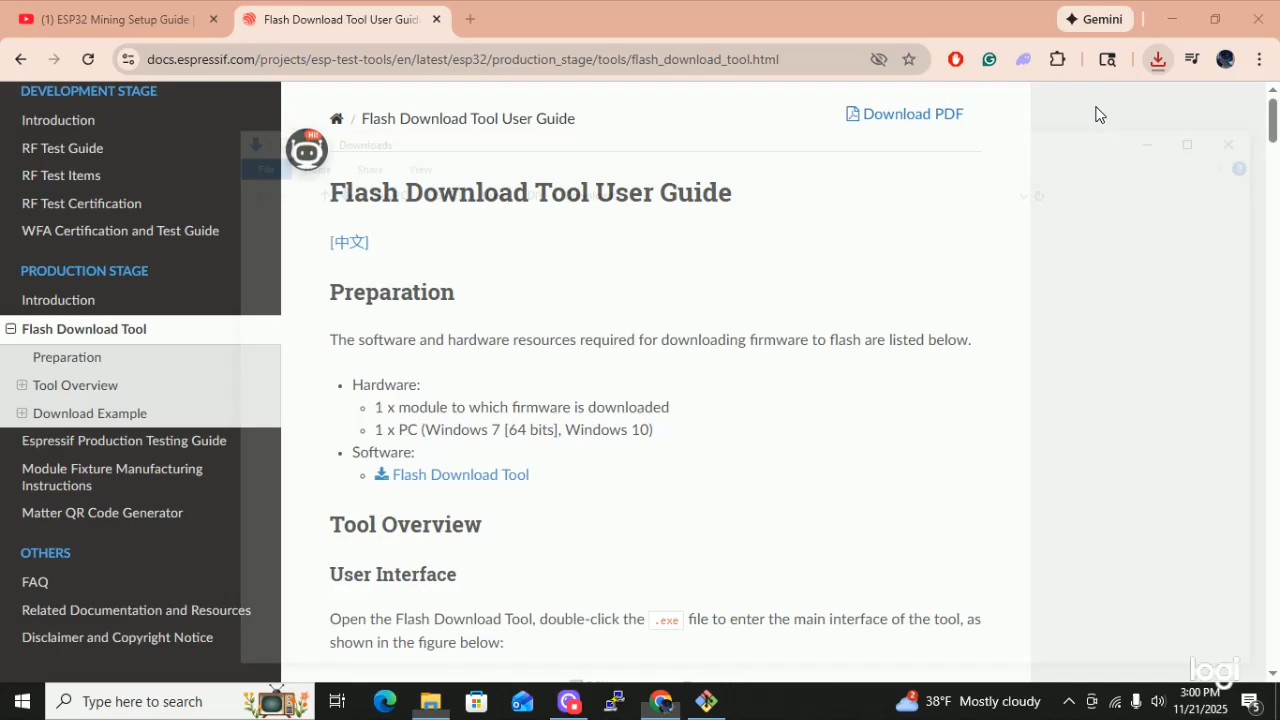 (1) ESP32 Mining Setup Guide |
Flash Download Tool User Guid
Gemini
docs.espressif.com/projects/esp-test-tools/en/latest/esp32/production_stage/tools/flash_download_tool.html
DEVELOPMENT STAGE
Introduction
RF Test Guide
RF Test Items
RF Test Certification
WFA Certification and Test Guide
PRODUCTION STAGE
Introduction
Flash Download Tool
Preparation
Tool Overview
Download Example
Espressif Production Testing Guide
Module Fixture Manufacturing
Instructions
Matter QR Code Generator
OTHERS
FAQ
Related Documentation and Resources
Disclaimer and Copyright Notice
/ Flash Download Tool User Guide
Download PDF
Hi!
Downloads
File
Share
View
Flash Download Tool User Guide
[中文]
Preparation
The software and hardware resources required for downloading firmware to flash are listed below.
• Hardware:
1 x module to which firmware is downloaded
1 x PC (Windows 7 [64 bits], Windows 10)
• Software:
Flash Download Tool
Tool Overview
User Interface
Open the Flash Download Tool, double-click the .exe file to enter the main interface of the tool, as
shown in the figure below:
logi
Type here to search
2
38°F Mostly cloudy
3:00 PM
11/21/2025
5